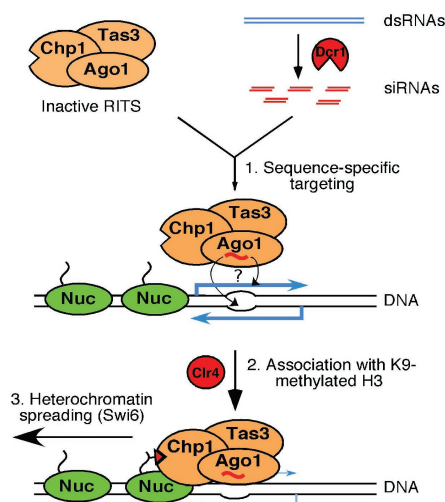 dsRNAs
Tas3
Chp1
Dcr1
Ago1
siRNAs
Inactive RITS
1. Sequence-specific
targeting
Tas3
Chp1
Ago1
?
Nuc
Nuc
DNA
Clr4
2. Association with K9-
methylated H3
3. Heterochromatin
spreading (Swi6)
Tas3
Chp1
Ago1
Nuc
Nuc
DNA